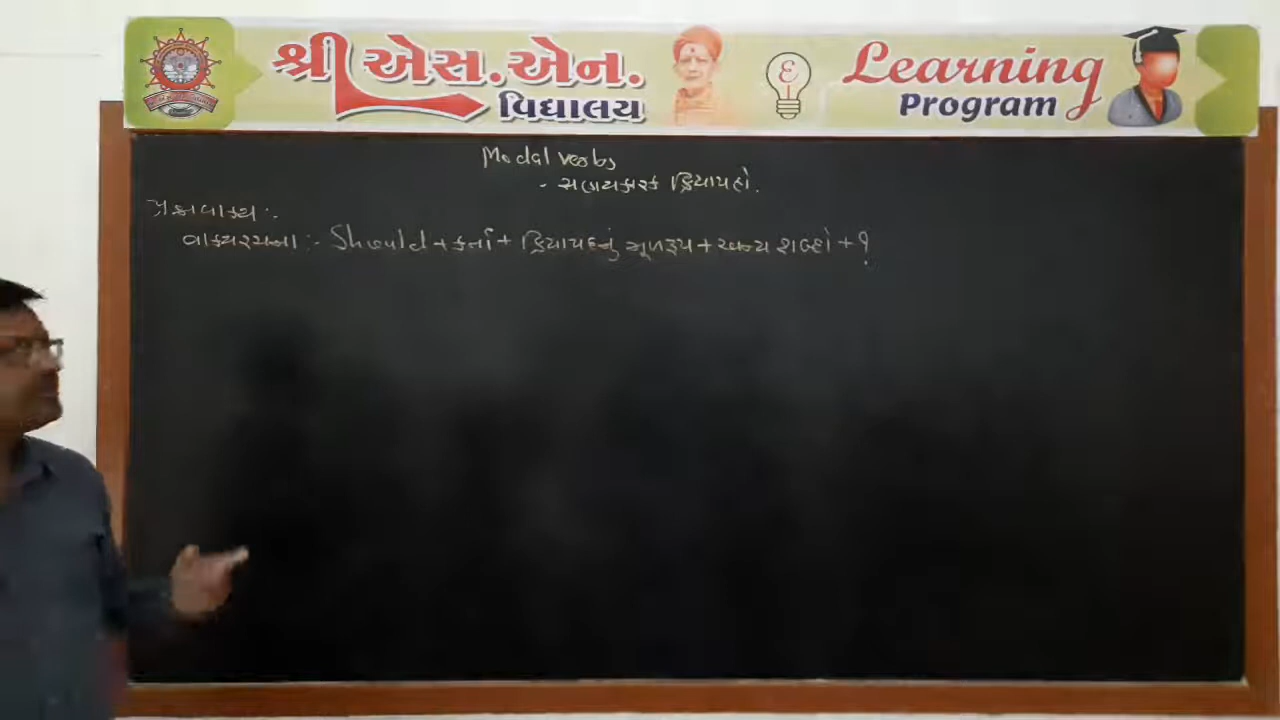 શ્રી એસ.એન.
વિદ્યાલય
Learning
Program
Modal verbs
- સહાયકારક ક્રિયાપદો.
પ્રશ્નવાક્ય :-
વાક્યરચના :- Should + કર્તા + ક્રિયાપદનું મૂળરૂપ + અન્ય શબ્દો + ?